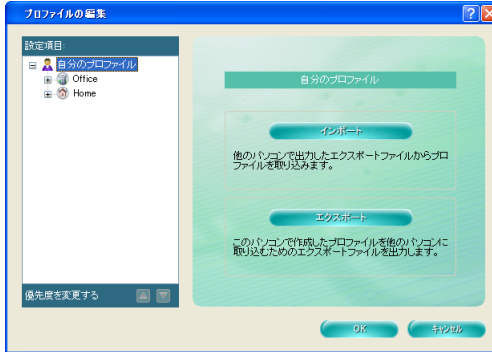 プロファイルの編集
設定項目:
自分のプロファイル
Office
Home
自分のプロファイル
インポート
他のパソコンで出力したエクスポートファイルからプロ
ファイルを取り込みます。
エクスポート
このパソコンで作成したプロファイルを他のパソコンに
取り込むためのエクスポートファイルを出力します。
優先度を変更する
OK
キャンセル